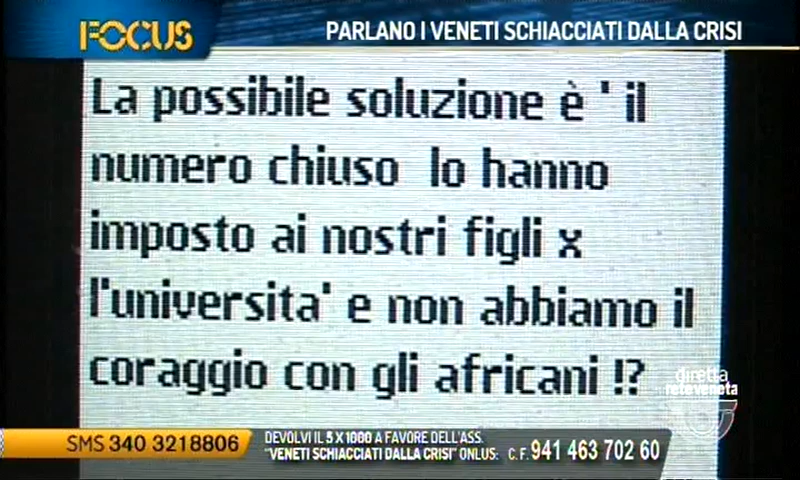 FOCUS
PARLANO I VENETI SCHIACCIATI DALLA CRISI
La possibile soluzione è ' il
numero chiuso lo hanno
imposto ai nostri figli x
l'universita' e non abbiamo il
coraggio con gli africani !?
diretta
reteveneta
SMS 340 3218806
DEVOLVI IL 5 X 1000 A FAVORE DELL'ASS.
"VENETI SCHIACCIATI DALLA CRISI" ONLUS: C.F. 941 463 702 60